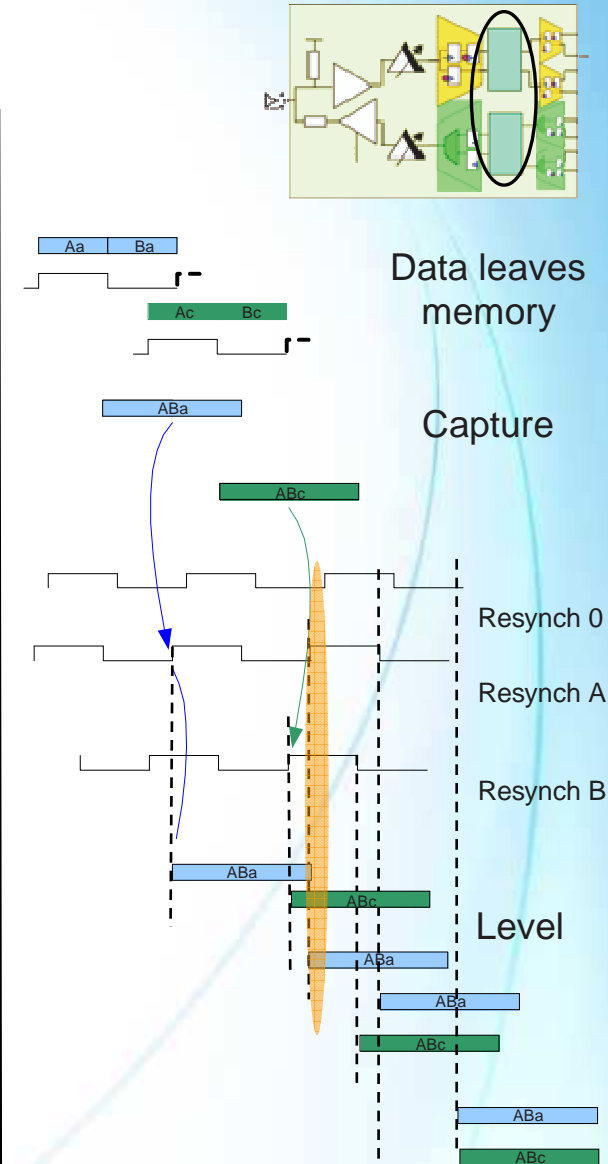 Aa Ba
Data leaves
memory
Ac Bc
ABa
Capture
ABc
Resynch 0
Resynch A
Resynch B
ABa
ABc
Level
ABa
ABa
ABc
ABa
ABc